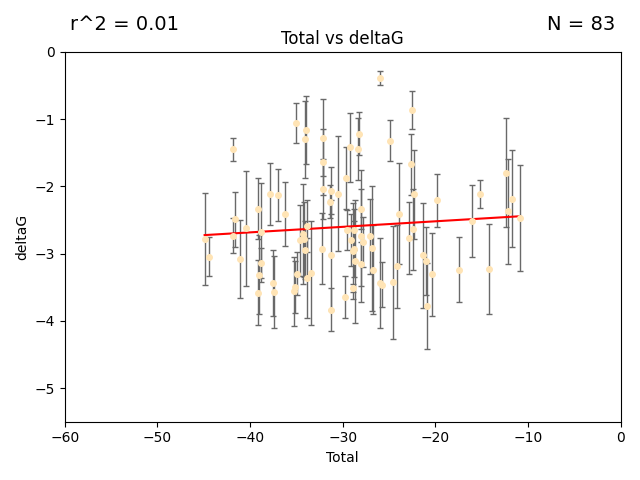 r^2 = 0.01
N = 83
Total vs deltaG
0
−1
−2
−3
−4
−5
deltaG
−60 −50 −40 −30 −20 −10 0
Total